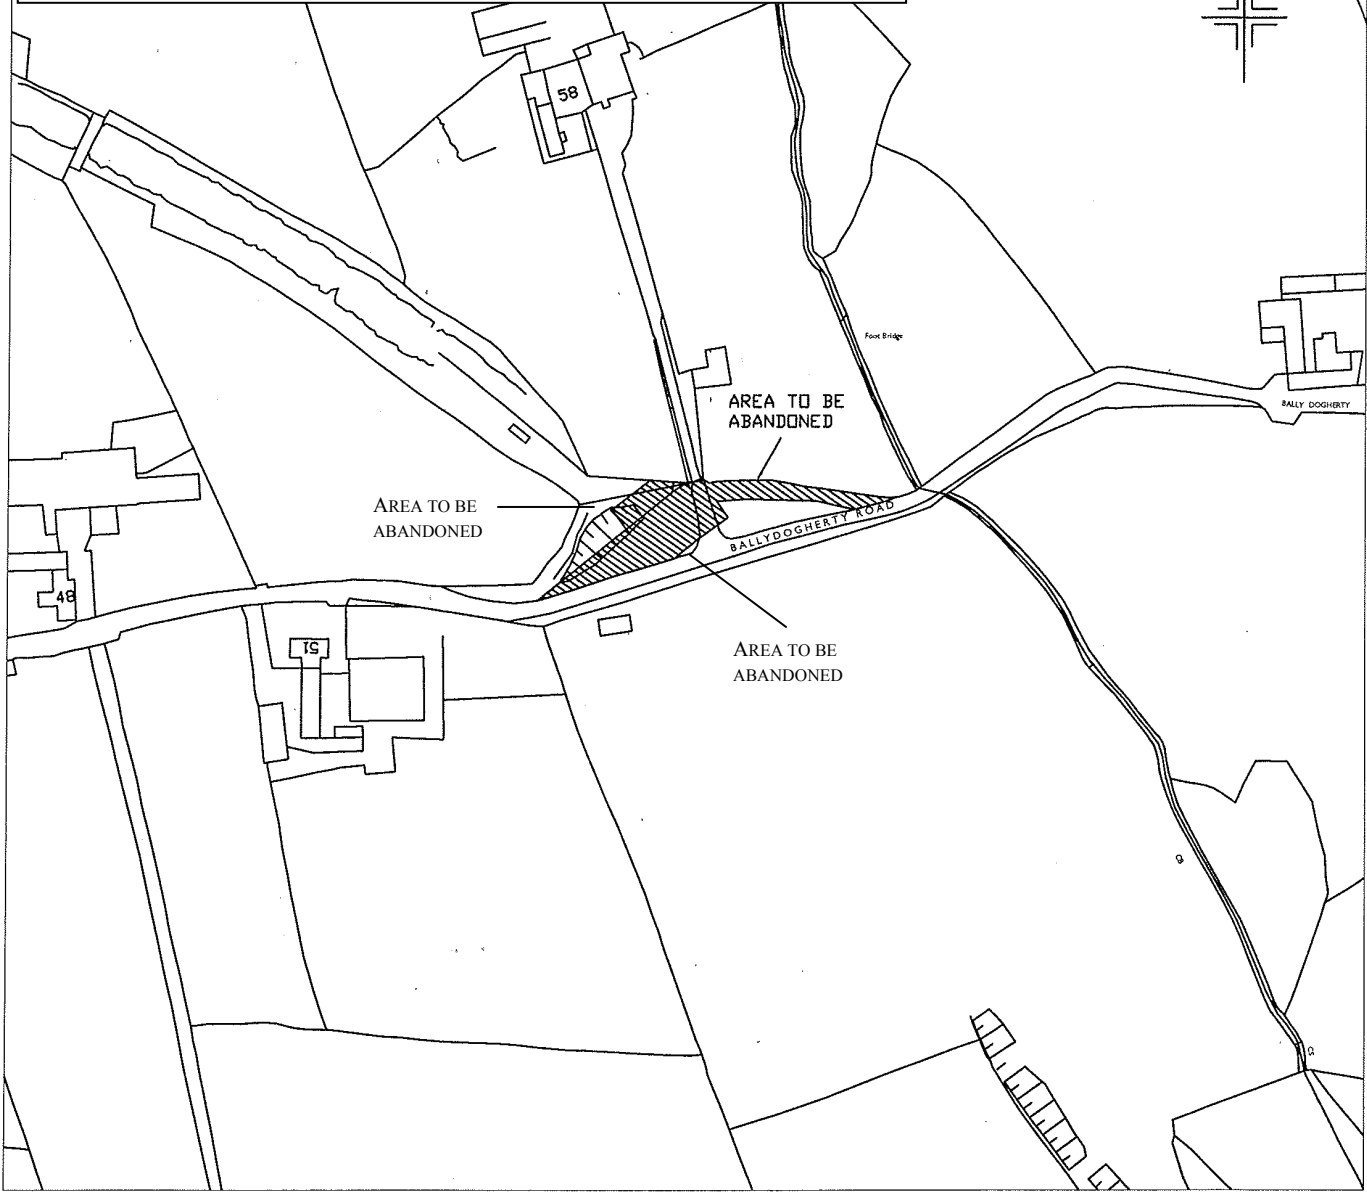 58
Foot Bridge
BALLY DOGHERTY
AREA TO BE
ABANDONED
AREA TO BE
ABANDONED
BALLYDOGHERTY ROAD
48
51
AREA TO BE
ABANDONED